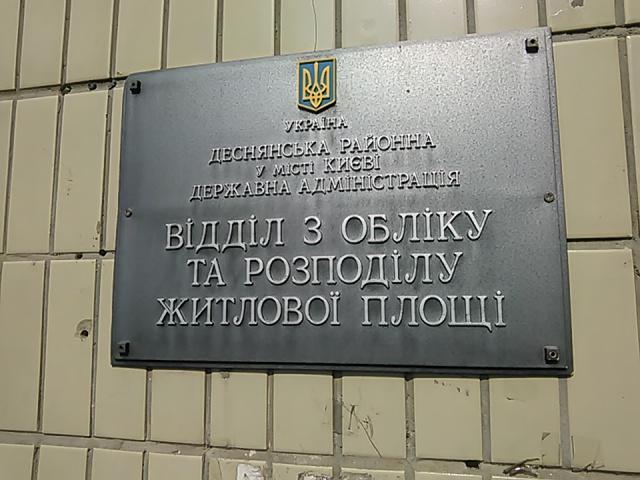 УКРАЇНА
ДЕСНЯНСЬКА РАЙОННА
У МІСТІ КИЄВІ
ДЕРЖАВНА АДМІНІСТРАЦІЯ
ВІДДІЛ З ОБЛІКУ
ТА РОЗПОДІЛУ
ЖИТЛОВОЇ ПЛОЩІ